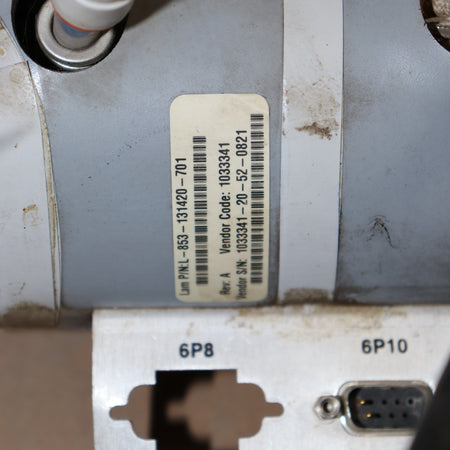 Lam P/N:L-853-131420-701
Rev. A Vendor Code: 1033341
Vendor S/N: 1033341-20-52-0821
6P8
6P10